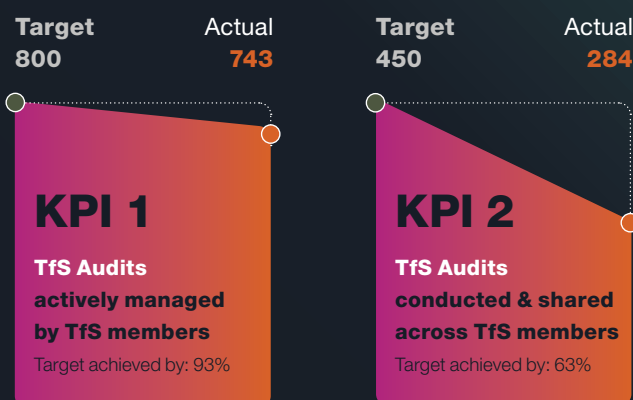 Target Actual
800 743
KPI 1
TfS Audits
actively managed
by TfS members
Target achieved by: 93%
Target Actual
450 284
KPI 2
TfS Audits
conducted & shared
across TfS members
Target achieved by: 63%